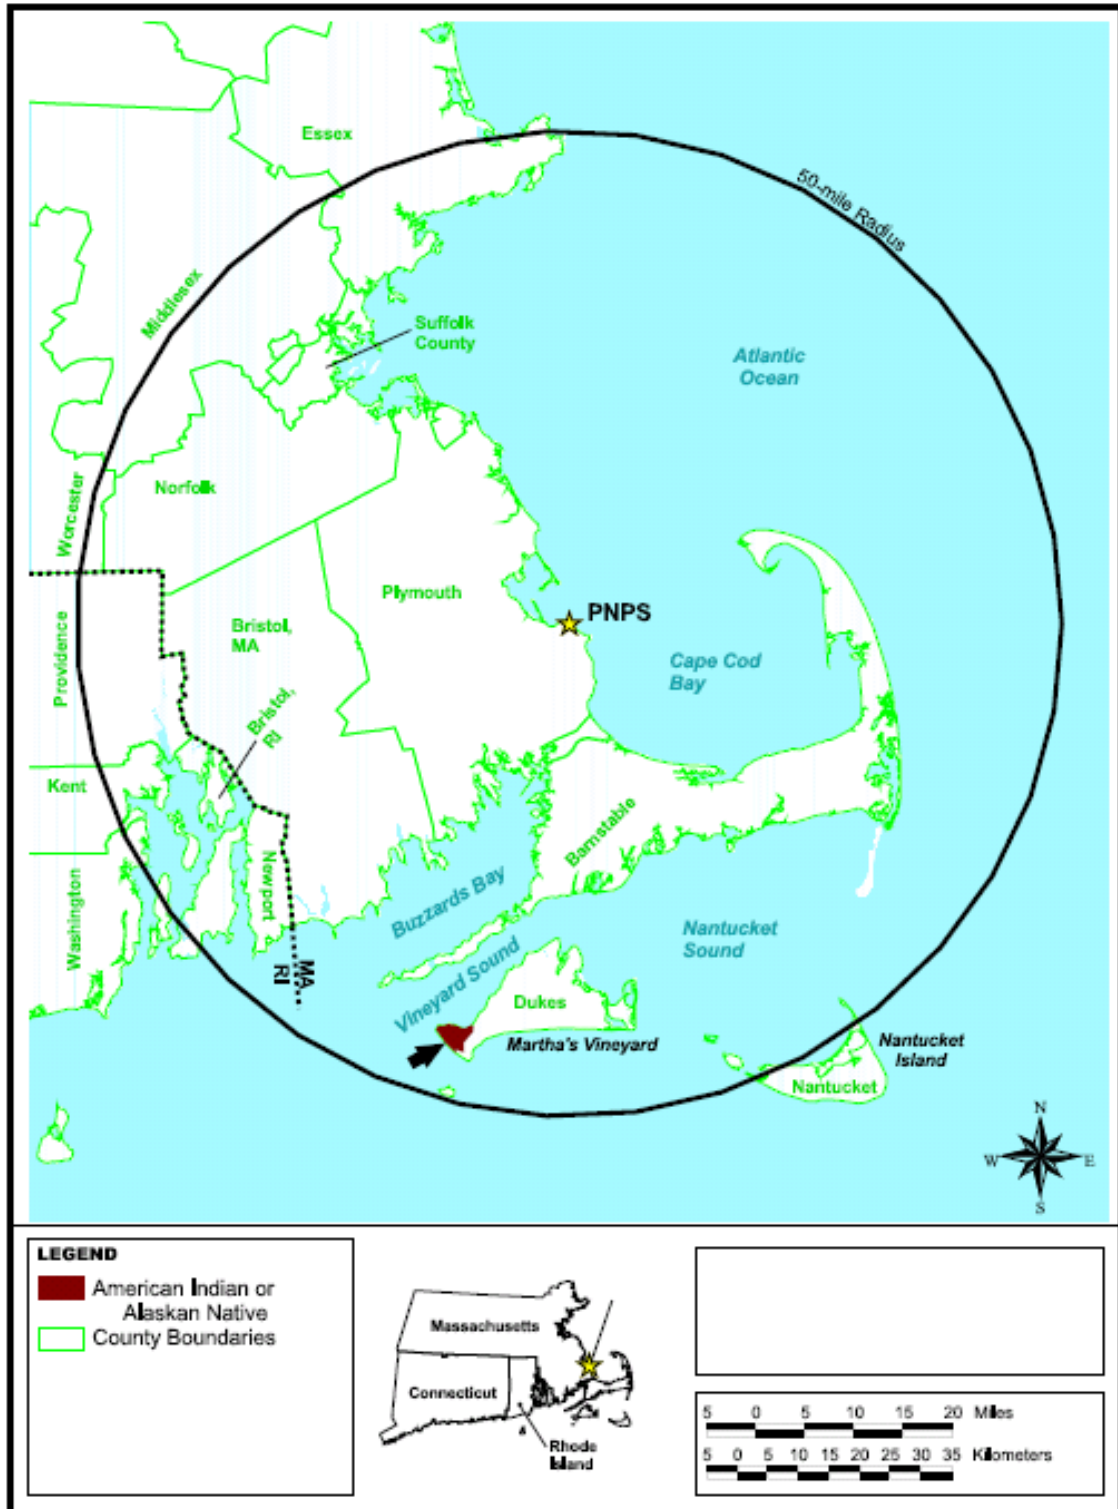 Essex
50-mile Radius
Middlesex
Suffolk
County
Atlantic
Ocean
Worcester
Norfolk
Plymouth
PNPS
Bristol,
MA
Providence
Cape Cod
Bay
Bristol,
RI
Kent
Barnstable
Newport
Washington
Buzzards Bay
Nantucket
Sound
Vineyard Sound
MA
RI
Dukes
Martha's Vineyard
Nantucket
Island
Nantucket
N
W
E
S
LEGEND
American Indian or
Alaskan Native
County Boundaries
Massachusetts
Connecticut
Rhode
Island
5 0 5 10 15 20 Miles
5 0 5 10 15 20 25 30 35 Kilometers